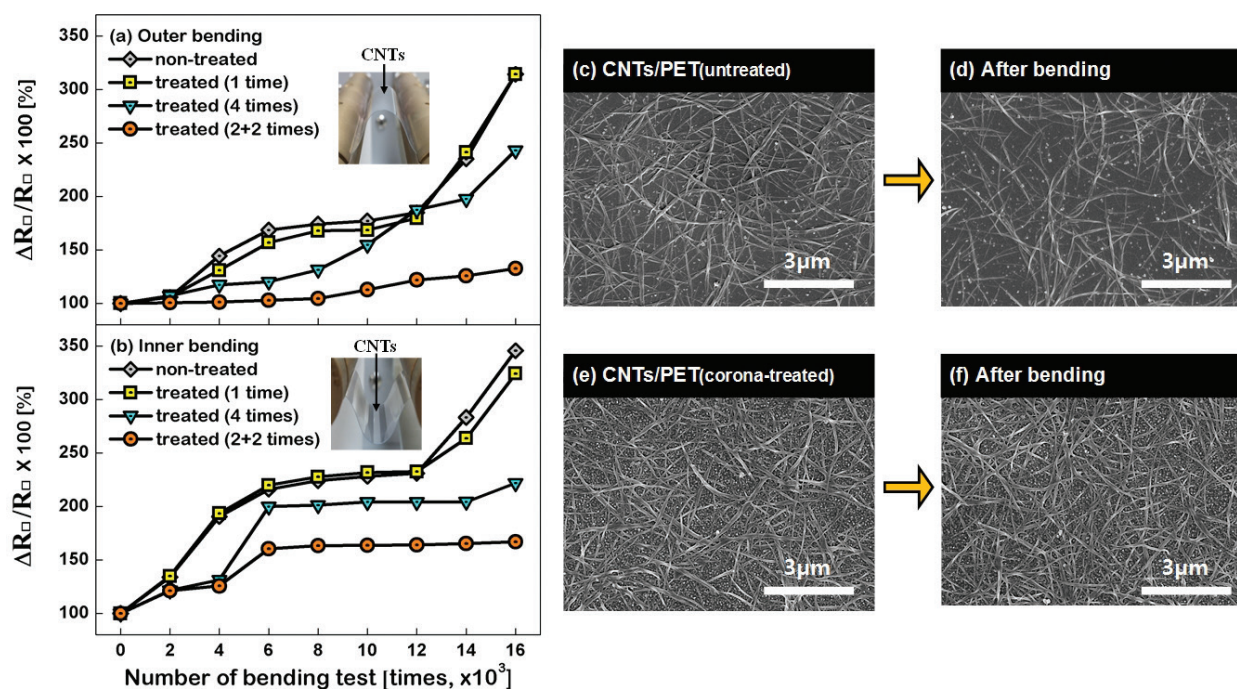 (a) Outer bending
non-treated
treated (1 time)
treated (4 times)
treated (2+2 times)
CNTs
350
300
250
200
150
100
ΔR□/R□ x 100 [%]
(b) Inner bending
non-treated
treated (1 time)
treated (4 times)
treated (2+2 times)
CNTs
350
300
250
200
150
100
ΔR□/R□ x 100 [%]
0 2 4 6 8 10 12 14 16
Number of bending test [times, x10³]
(c) CNTs/PET(untreated)
3μm
(d) After bending
3μm
(e) CNTs/PET(corona-treated)
3μm
(f) After bending
3μm